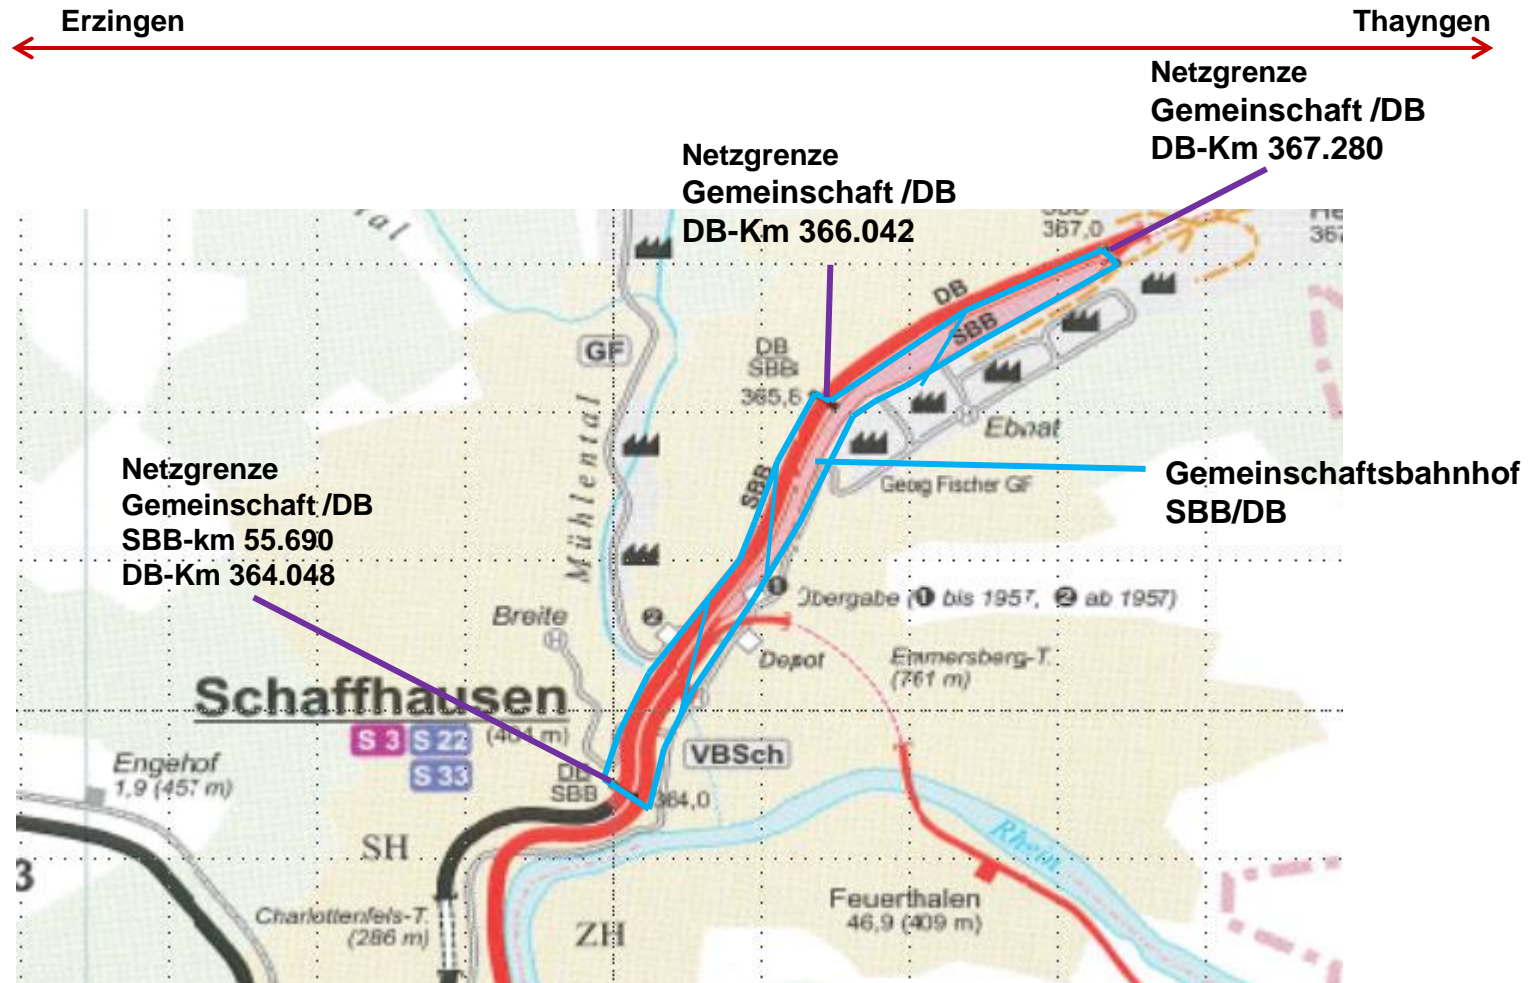 Erzingen
Thayngen
Netzgrenze
Gemeinschaft /DB
DB-Km 367.280
Netzgrenze
Gemeinschaft /DB
DB-Km 366.042
367,0
DB
SBB
GF
DB
SBB
365,6
Mühlental
SBB
Ebnat
Georg Fischer GF
Gemeinschaftsbahnhof
SBB/DB
Netzgrenze
Gemeinschaft /DB
SBB-km 55.690
DB-Km 364.048
❶
Übergabe (❶ bis 1957, ❷ ab 1957)
Breite
H
❷
Depot
Emmersberg-T.
(761 m)
Schaffhausen
S 3 S 22
(404 m)
S 33
VBSch
Engehof
1,9 (457 m)
DB
SBB
364,0
SH
Rhein
3
Feuerthalen
46,9 (409 m)
Charlottenfels-T.
(286 m)
ZH